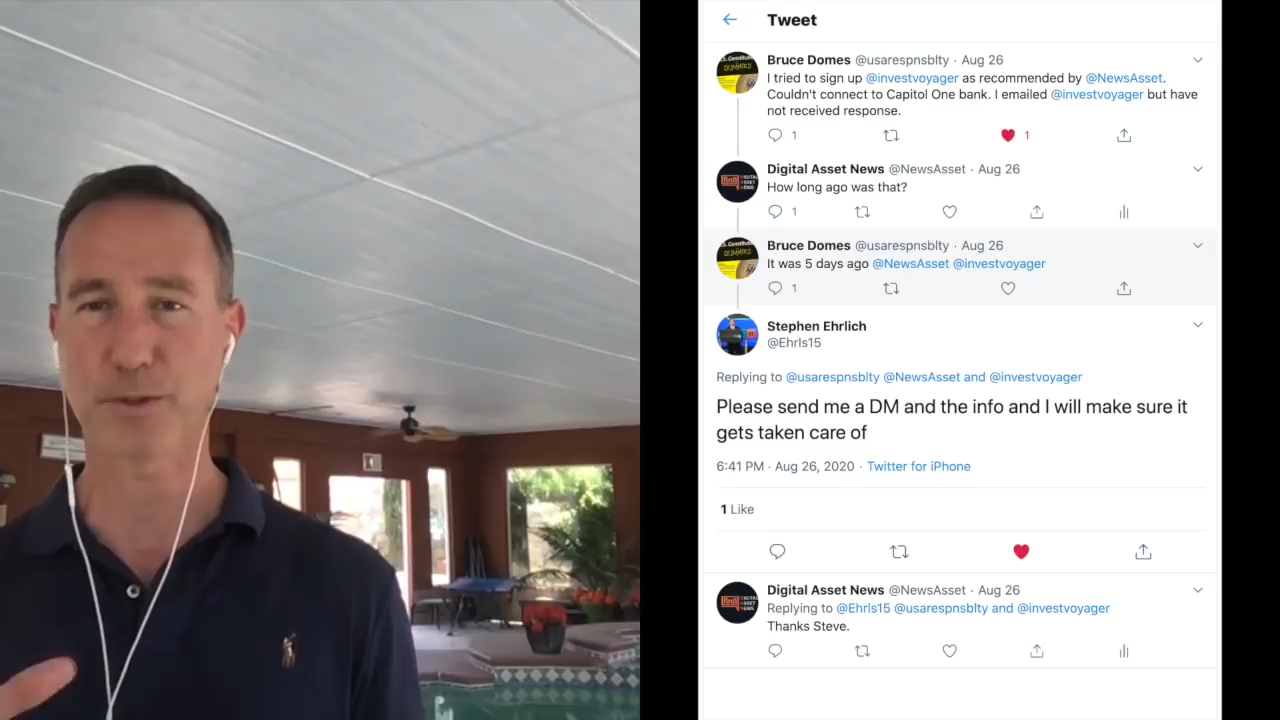 Tweet
Bruce Domes @usarespnsblty · Aug 26
I tried to sign up @investvoyager as recommended by @NewsAsset.
Couldn't connect to Capitol One bank. I emailed @investvoyager but have
not received response.
1
1
Digital Asset News @NewsAsset · Aug 26
How long ago was that?
1
Bruce Domes @usarespnsblty · Aug 26
It was 5 days ago @NewsAsset @investvoyager
1
Stephen Ehrlich
@Ehrls15
Replying to @usarespnsblty @NewsAsset and @investvoyager
Please send me a DM and the info and I will make sure it
gets taken care of
6:41 PM · Aug 26, 2020 · Twitter for iPhone
1 Like
Digital Asset News @NewsAsset · Aug 26
Replying to @Ehrls15 @usarespnsblty and @investvoyager
Thanks Steve.